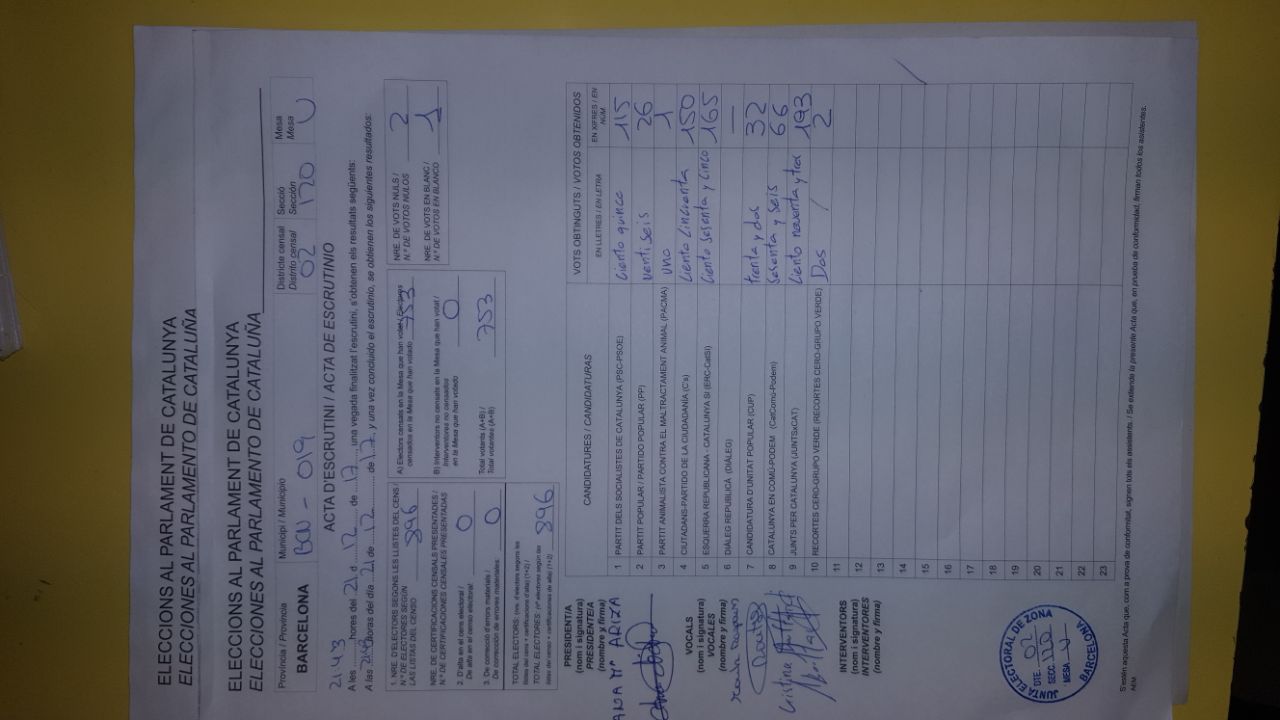 ELECCIONS AL PARLAMENT DE CATALUNYA
ELECCIONES AL PARLAMENTO DE CATALUÑA
ELECCIONS AL PARLAMENT DE CATALUNYA
ELECCIONES AL PARLAMENTO DE CATALUÑA
Província / Provincia
BARCELONA
Municipi / Municipio
BCN - 019
Districte censal
Distrito censal
02
Secció
Sección
120
Mesa
Mesa
U
ACTA D'ESCRUTINI / ACTA DE ESCRUTINIO
21:43
A les hores del 21 d 12 de 17, una vegada finalitzat l'escrutini, s'obtenen els resultats següents:
A las horas del día 21 de 12 de 17, y una vez concluido el escrutinio, se obtienen los siguientes resultados:
1. NRE. D'ELECTORS SEGONS LES LLISTES DEL CENS /
N.º DE ELECTORES SEGÚN
LAS LISTAS DEL CENSO
896
NRE. DE CERTIFICACIONS CENSALS PRESENTADES /
N.º DE CERTIFICACIONES CENSALES PRESENTADAS
2. D'alta en el cens electoral /
De alta en el censo electoral:
0
3. De correcció d'errors materials /
De corrección de errores materiales:
0
TOTAL ELECTORS: (nre. d'electors segons les
llistes del cens + certificacions d'alta) (1+2) /
TOTAL ELECTORES: (nº electores según las
listas del censo + certificaciones de alta) (1+2)
896
A) Electors censats en la Mesa que han votat / Electores
censados en la Mesa que han votado
753
B) Interventors no censats en la Mesa que han votat /
Interventores no censados
en la Mesa que han votado
0
Total votants (A+B) /
Total votantes (A+B)
753
NRE. DE VOTS NULS /
N.º DE VOTOS NULOS
2
NRE. DE VOTS EN BLANC /
N.º DE VOTOS EN BLANCO
1
PRESIDENTIA
PRESIDENTE/A
(nom i signatura)
(nombre y firma)
ANA Mª ARIZA
VOCALS
(nom i signatura)
VOCALES
(nombre y firma)
Cristina
INTERVENTORS
(nom i signatura)
INTERVENTORES
(nombre y firma)
CANDIDATURES / CANDIDATURAS
VOTS OBTINGUTS / VOTOS OBTENIDOS
EN LLETRES / EN LETRA
EN XIFRES / EN NÚM.
1 PARTIT DELS SOCIALISTES DE CATALUNYA (PSC-PSOE) Ciento quince 115
2 PARTIT POPULAR / PARTIDO POPULAR (PP) ventiseis 26
3 PARTIT ANIMALISTA CONTRA EL MALTRACTAMENT ANIMAL (PACMA) uno 1
4 CIUTADANS-PARTIDO DE LA CIUDADANÍA (C's) Ciento cincuenta 150
5 ESQUERRA REPUBLICANA - CATALUNYA SÍ (ERC-CatSí) Ciento sesenta y cinco 165
6 DIÀLEG REPUBLICÀ (DIÀLEG) —
7 CANDIDATURA D'UNITAT POPULAR (CUP) trenta y dos 32
8 CATALUNYA EN COMÚ-PODEM (CatComú-Podem) Sesenta y seis 66
9 JUNTS PER CATALUNYA (JUNTSxCAT) Ciento noventa y tres 193
10 RECORTES CERO-GRUPO VERDE (RECORTES CERO-GRUPO VERDE) Dos 2
11
12
13
14
15
16
17
18
19
20
21
22
23
JUNTA ELECTORAL DE ZONA
DTE. 02
SECC. 120
MESA U
BARCELONA
S'estén aquesta Acta que, com a prova de conformitat, signen tots els assistents. / Se extiende la presente Acta que, en prueba de conformidad, firman todos los asistentes.